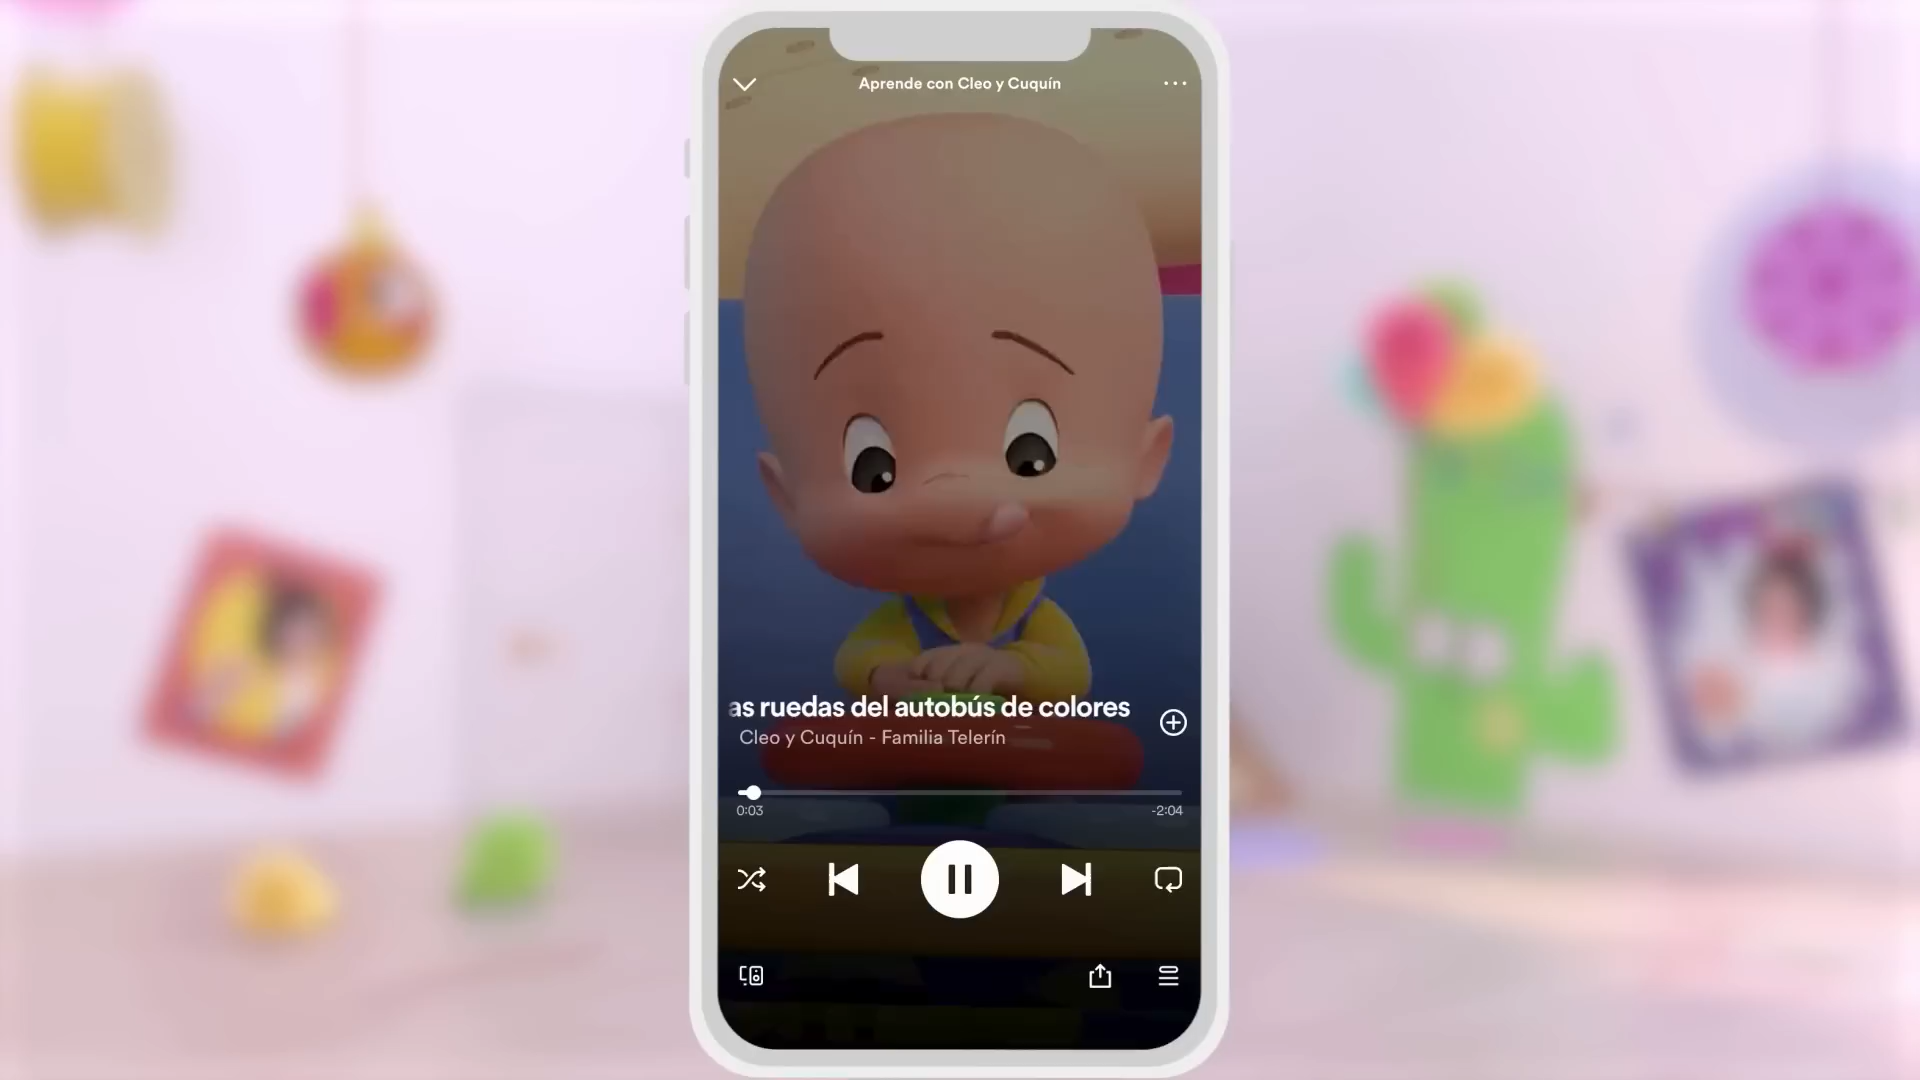 Aprende con Cleo y Cuquín
as ruedas del autobús de colores
Cleo y Cuquín - Familia Telerín
0:03
-2:04